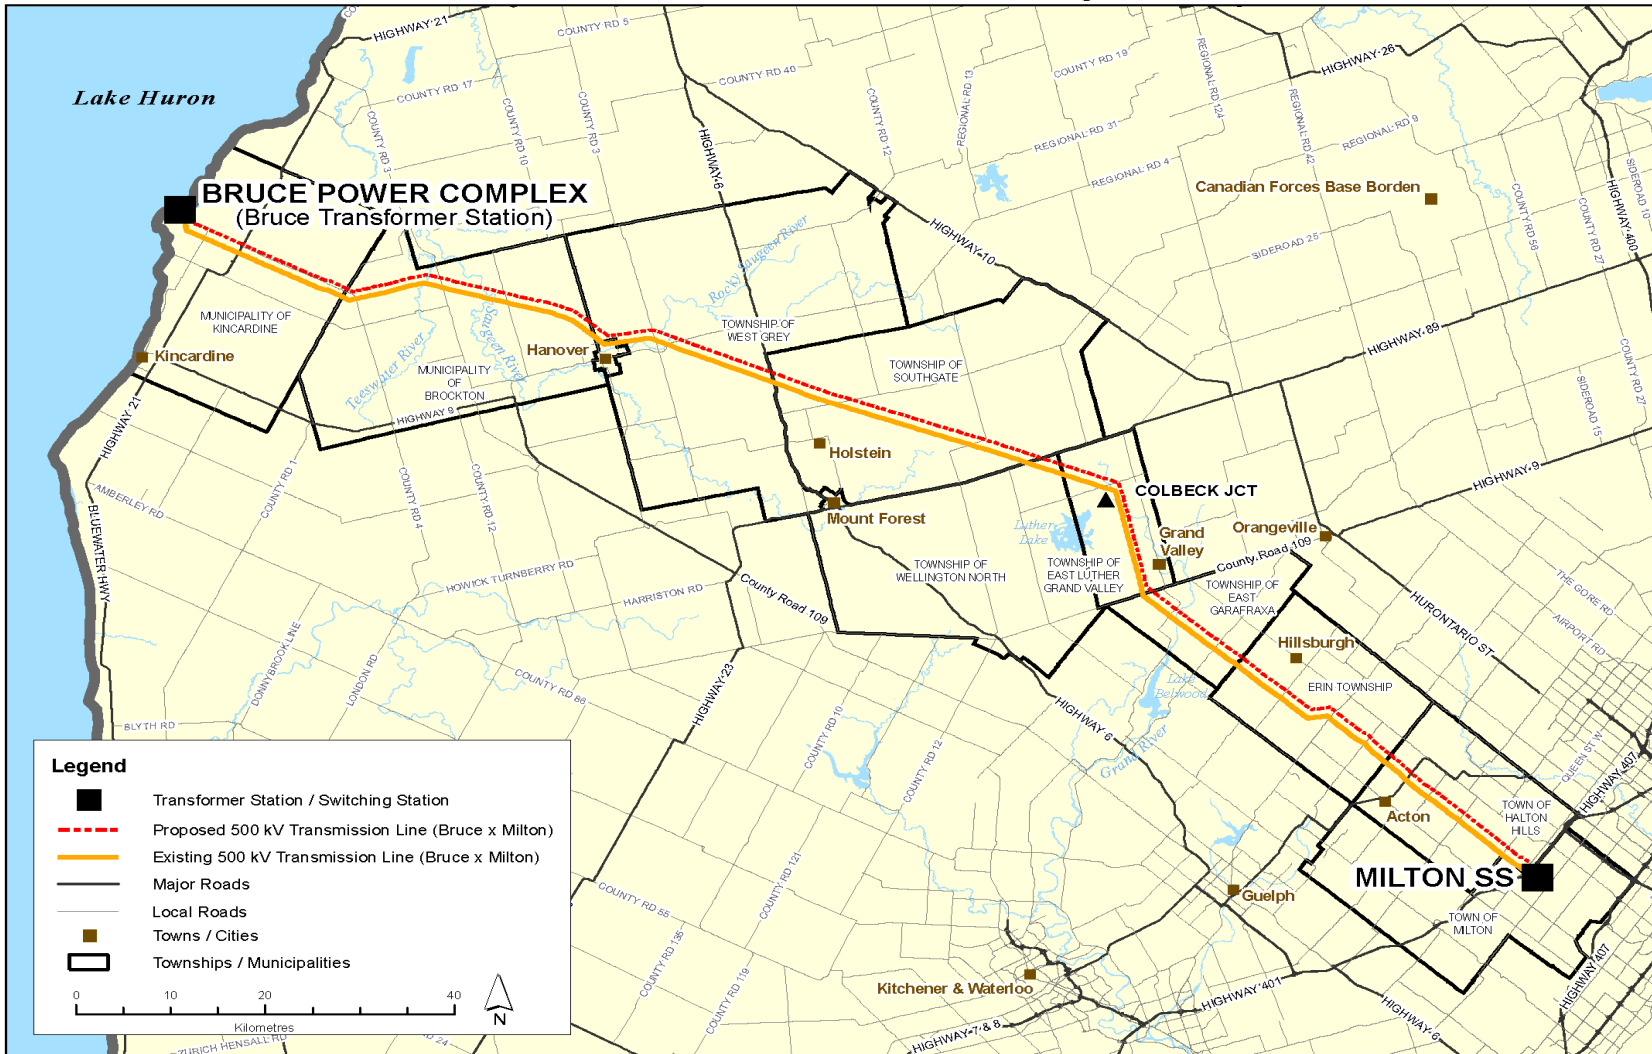 HIGHWAY 21
COUNTY RD 5
COUNTY RD 40
COUNTY RD 19
HIGHWAY-26
Lake Huron
COUNTY RD 17
COUNTY RD 3
COUNTY RD 10
COUNTY RD 3
HIGHWAY-6
COUNTY RD 12
REGIONAL RD 13
REGIONAL RD 31
REGIONAL RD 4
REGIONAL RD 124
REGIONAL RD 42
REGIONAL RD 9
SIDEROAD 10
HIGHWAY-400
BRUCE POWER COMPLEX
(Bruce Transformer Station)
Canadian Forces Base Borden
COUNTY RD 56
COUNTY RD 27
SIDEROAD 25
HIGHWAY-10
Rocky Saugeen River
MUNICIPALITY OF
KINCARDINE
Kincardine
Teeswater River
Saugeen River
Hanover
TOWNSHIP OF
WEST GREY
TOWNSHIP OF
SOUTHGATE
HIGHWAY-89
COUNTY RD 27
SIDEROAD 15
MUNICIPALITY
OF
BROCKTON
HIGHWAY 9
HIGHWAY-21
Holstein
HIGHWAY-9
AMBERLEY RD
COUNTY RD 1
COUNTY RD 4
COUNTY RD 12
BLUEWATER HWY
Mount Forest
COLBECK JCT
Luther
Lake
Grand
Valley
Orangeville
County Road 109
TOWNSHIP OF
WELLINGTON NORTH
TOWNSHIP OF
EAST LUTHER
GRAND VALLEY
TOWNSHIP OF
EAST
GARAFRAXA
HOWICK TURNBERRY RD
HARRISTON RD
County Road 109
HURONTARIO ST
THE GORE RD
AIRPORT RD
DONNYBROOK LINE
LONDON RD
COUNTY RD 86
HIGHWAY-23
Hillsburgh
ERIN TOWNSHIP
Lake
Belwood
HIGHWAY-6
Grand River
BLYTH RD
COUNTY RD 10
COUNTY RD 12
QUEEN ST W
HIGHWAY-407
Acton
TOWN OF
HALTON
HILLS
MILTON SS
Guelph
TOWN OF
MILTON
COUNTY RD 121
COUNTY RD 55
COUNTY RD 135
COUNTY RD 119
Kitchener & Waterloo
HIGHWAY-7 & 8
HIGHWAY 401
HIGHWAY-6
HIGHWAY-407
Legend
Transformer Station / Switching Station
Proposed 500 kV Transmission Line (Bruce x Milton)
Existing 500 kV Transmission Line (Bruce x Milton)
Major Roads
Local Roads
Towns / Cities
Townships / Municipalities
0 10 20 40
Kilometres
N
ZURICH HENSALL RD